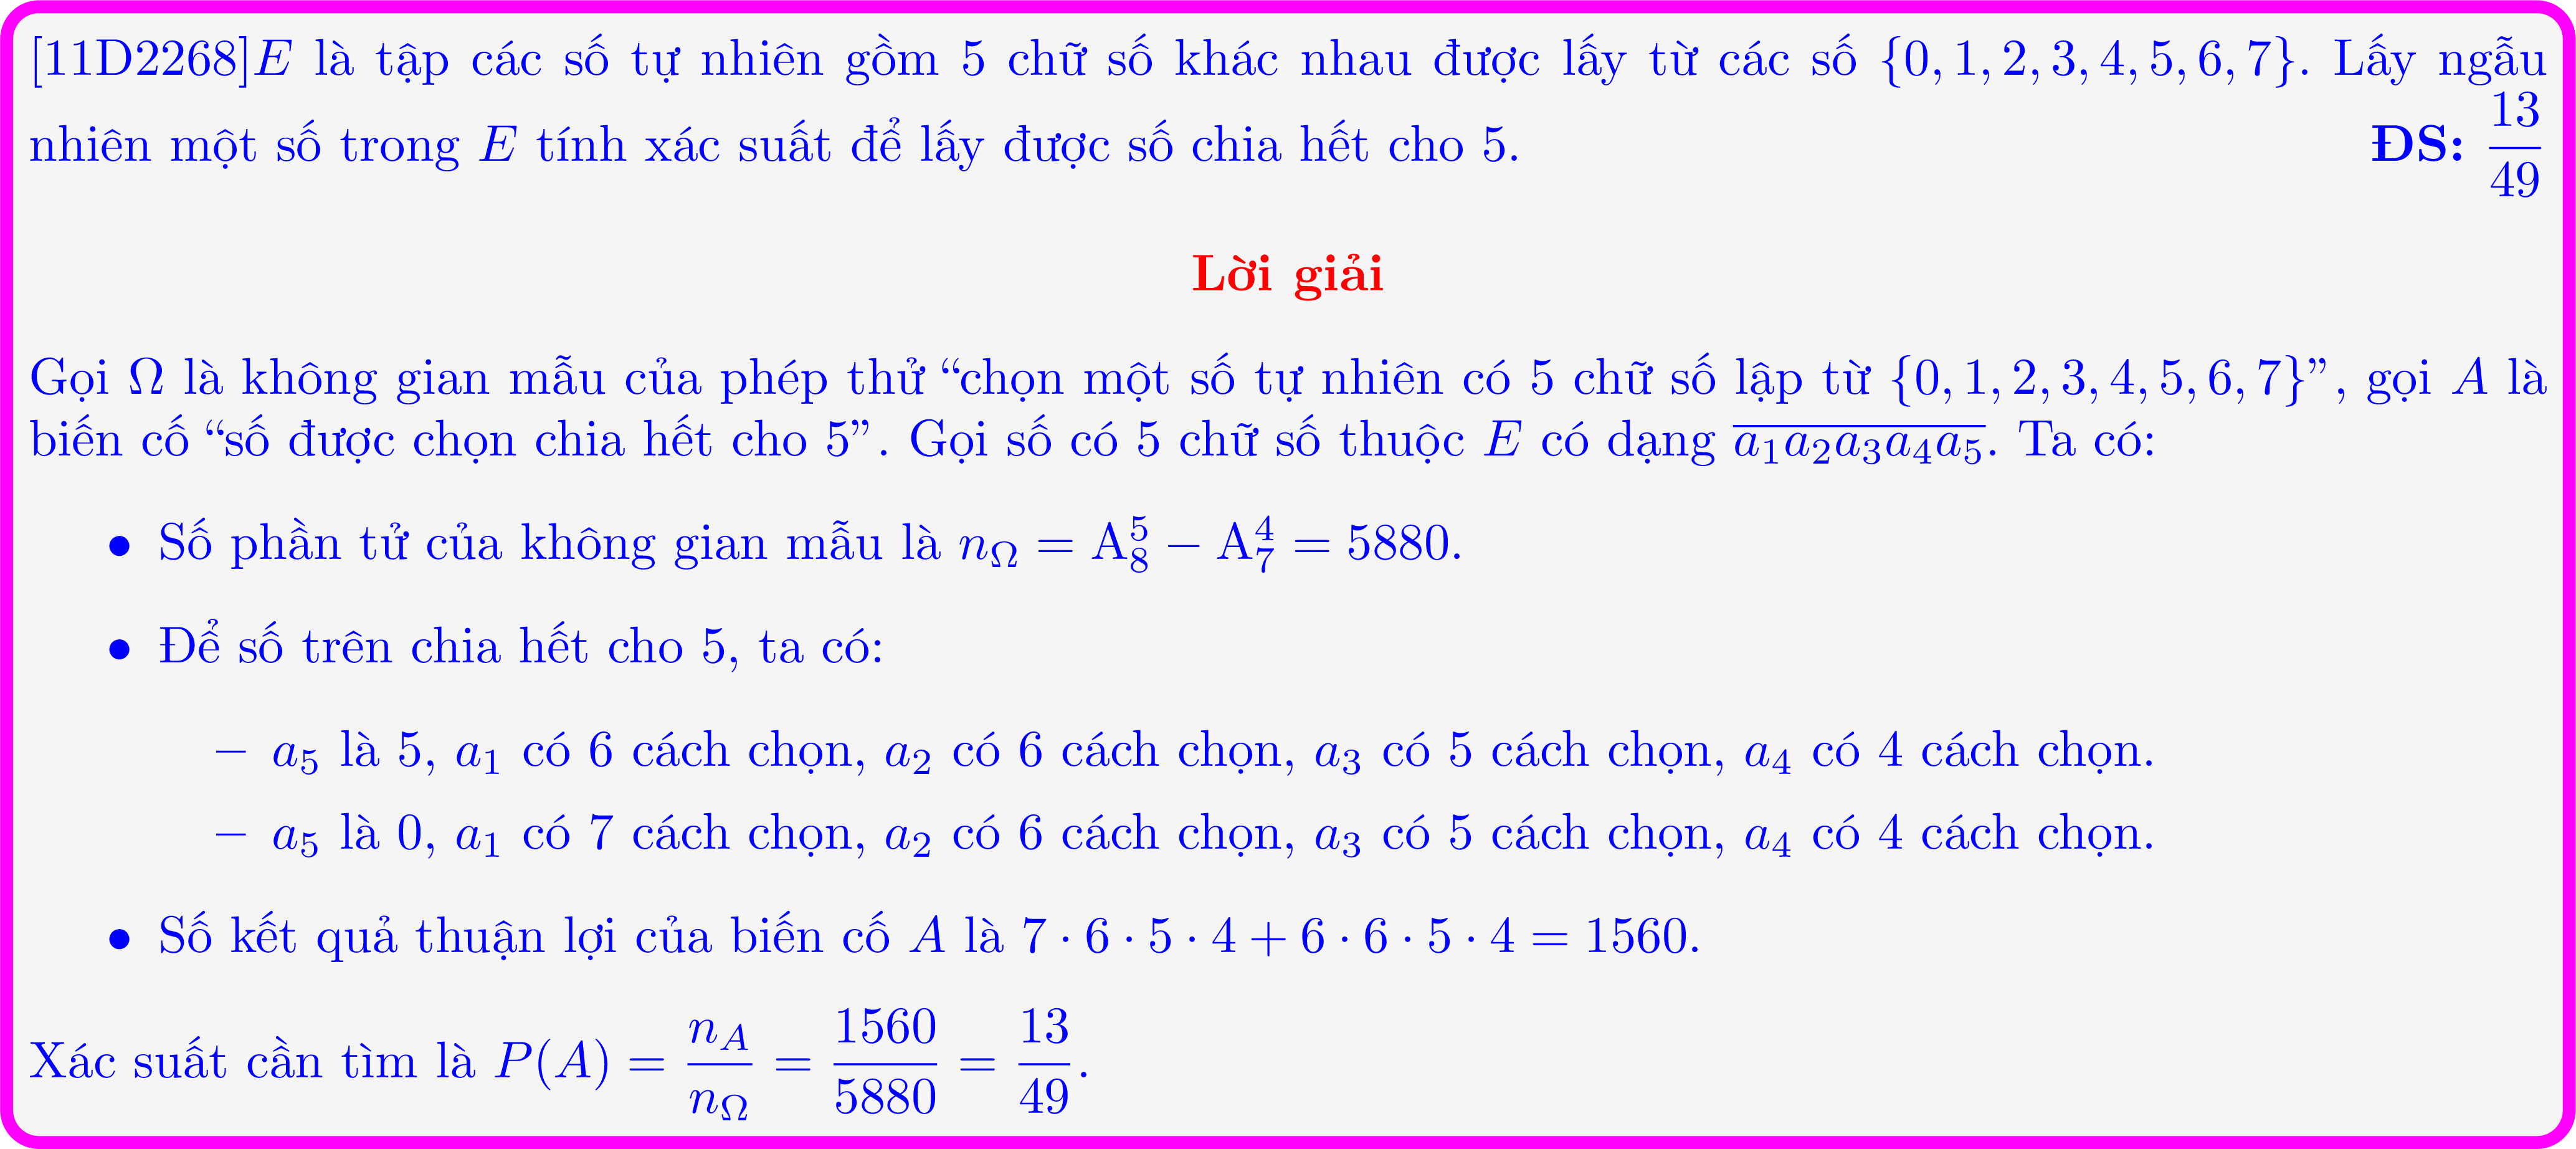 [11D2268]E là tập các số tự nhiên gồm 5 chữ số khác nhau được lấy từ các số {0, 1, 2, 3, 4, 5, 6, 7}. Lấy ngẫu
nhiên một số trong E tính xác suất để lấy được số chia hết cho 5. ĐS: $\dfrac{13}{49}$
Lời giải
Gọi Ω là không gian mẫu của phép thử “chọn một số tự nhiên có 5 chữ số lập từ {0, 1, 2, 3, 4, 5, 6, 7}”, gọi A là
biến cố “số được chọn chia hết cho 5”. Gọi số có 5 chữ số thuộc E có dạng $\overline{a_1a_2a_3a_4a_5}$. Ta có:
• Số phần tử của không gian mẫu là $n_\Omega = \mathrm{A}_8^5 - \mathrm{A}_7^4 = 5880$.
• Để số trên chia hết cho 5, ta có:
– $a_5$ là 5, $a_1$ có 6 cách chọn, $a_2$ có 6 cách chọn, $a_3$ có 5 cách chọn, $a_4$ có 4 cách chọn.
– $a_5$ là 0, $a_1$ có 7 cách chọn, $a_2$ có 6 cách chọn, $a_3$ có 5 cách chọn, $a_4$ có 4 cách chọn.
• Số kết quả thuận lợi của biến cố A là $7 \cdot 6 \cdot 5 \cdot 4 + 6 \cdot 6 \cdot 5 \cdot 4 = 1560$.
Xác suất cần tìm là $P(A) = \dfrac{n_A}{n_\Omega} = \dfrac{1560}{5880} = \dfrac{13}{49}$.